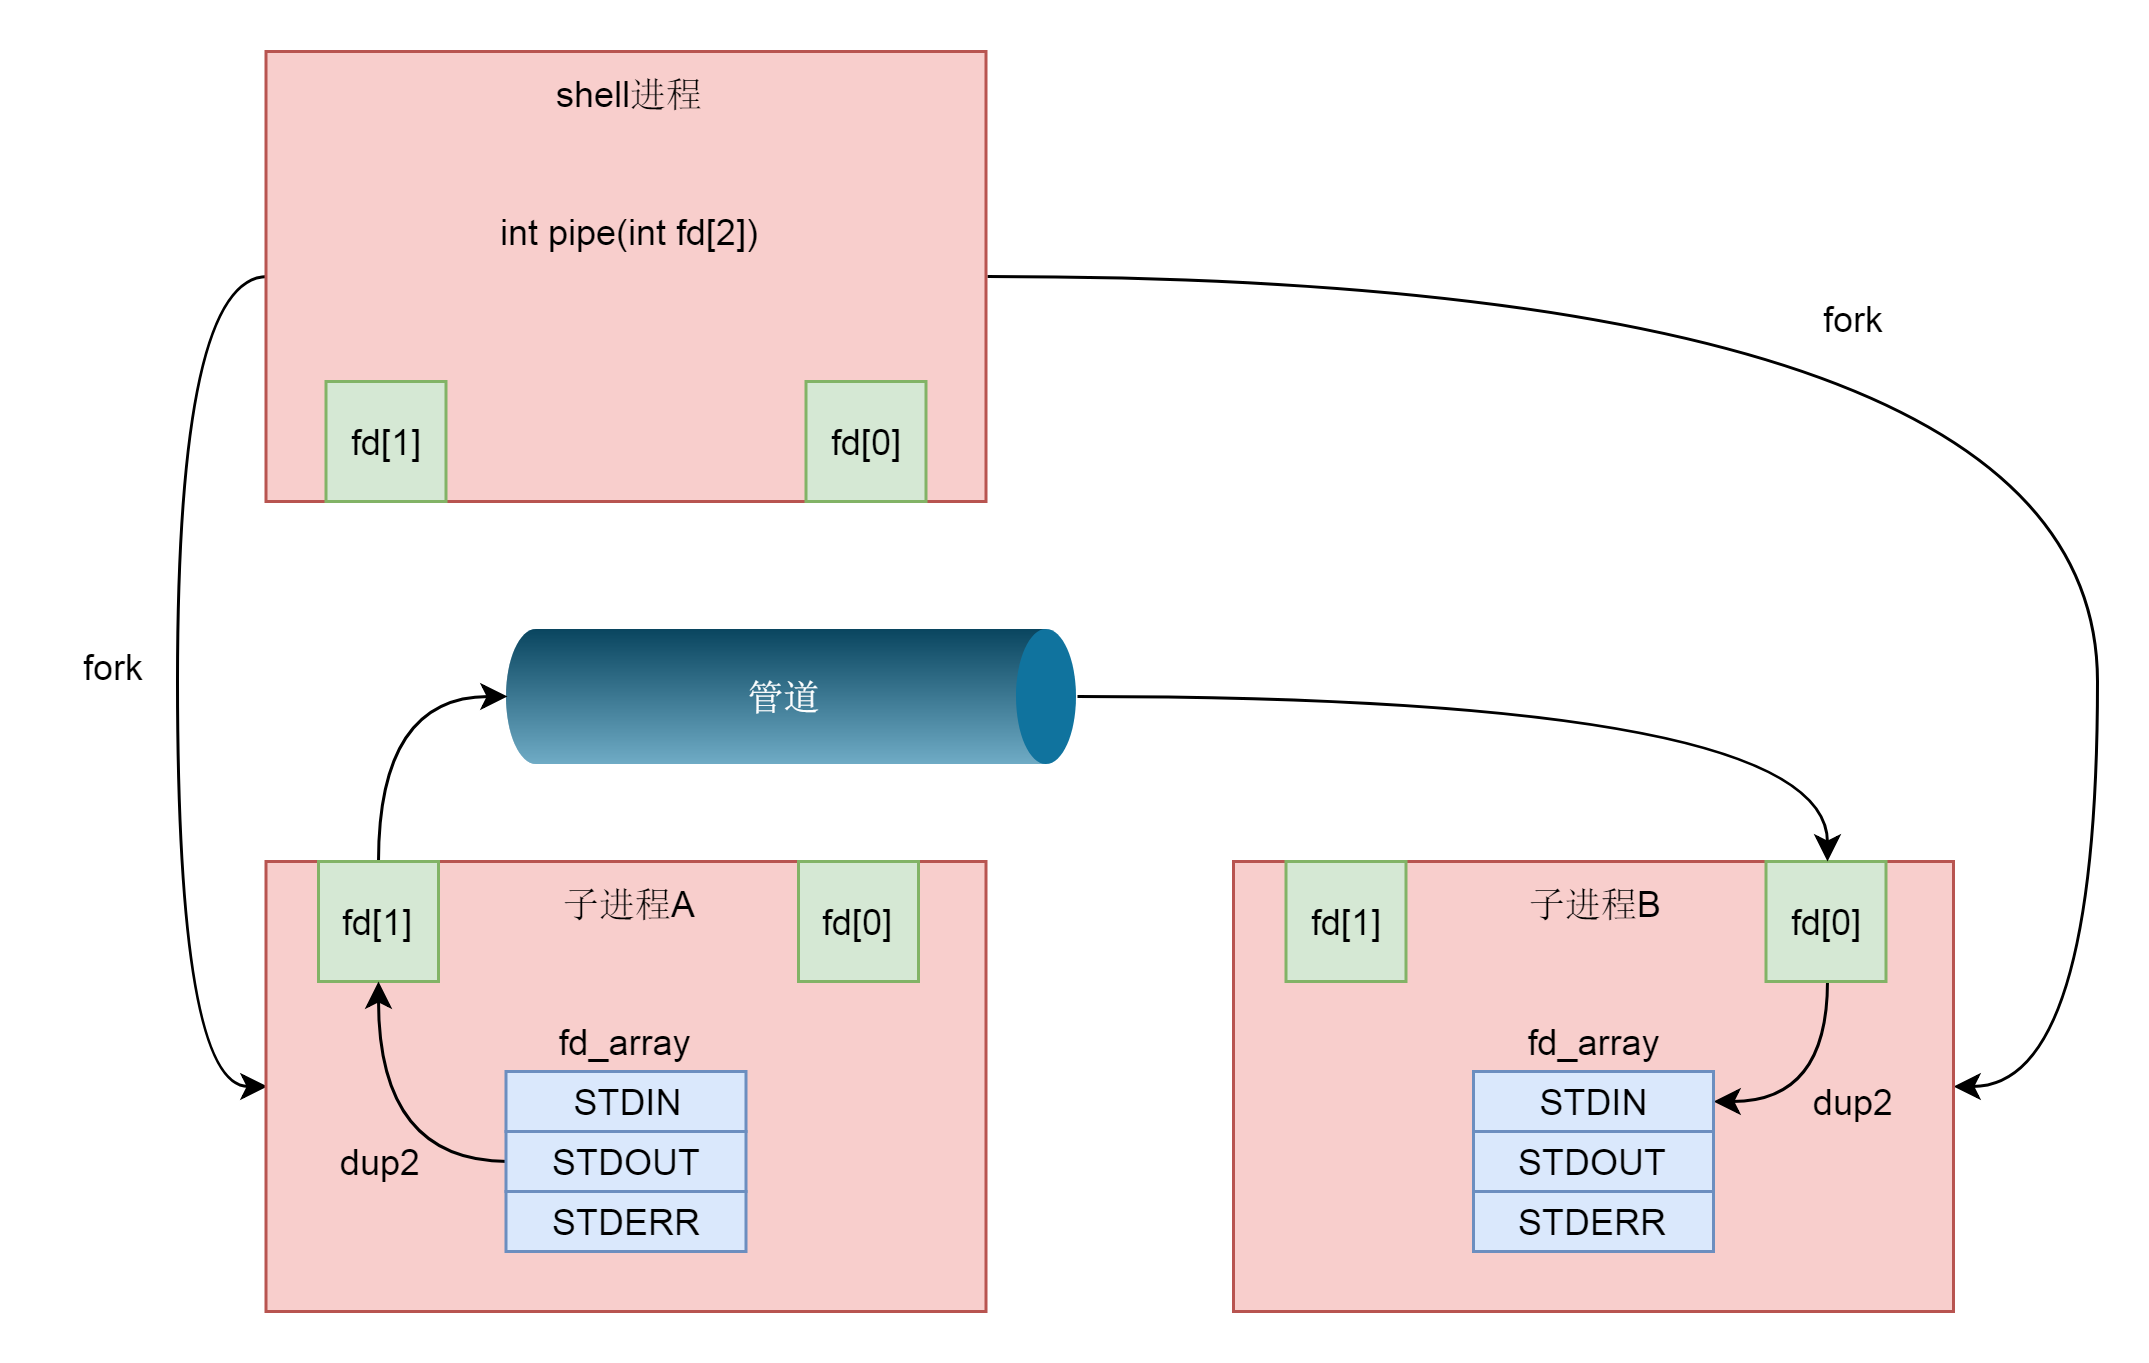 shell进程
int pipe(int fd[2])
fork
fd[1]
fd[0]
fork
管道
fd[1]
子进程A
fd[0]
fd[1]
子进程B
fd[0]
fd_array
fd_array
STDIN
STDIN
dup2
dup2
STDOUT
STDOUT
STDERR
STDERR